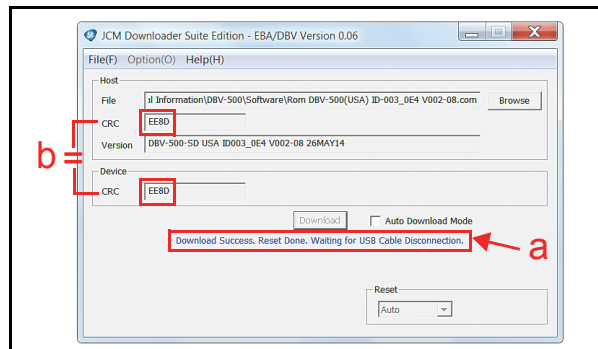 JCM Downloader Suite Edition - EBA/DBV Version 0.06
File(F) Option(O) Help(H)
Host
File al Information\DBV-500\Software\Rom DBV-500(USA) ID-003_0E4 V002-08.com Browse
CRC EE8D
b
Version DBV-500-SD USA ID003_0E4 V002-08 26MAY14
Device
CRC EE8D
Download Auto Download Mode
Download Success. Reset Done. Waiting for USB Cable Disconnection.
a
Reset
Auto